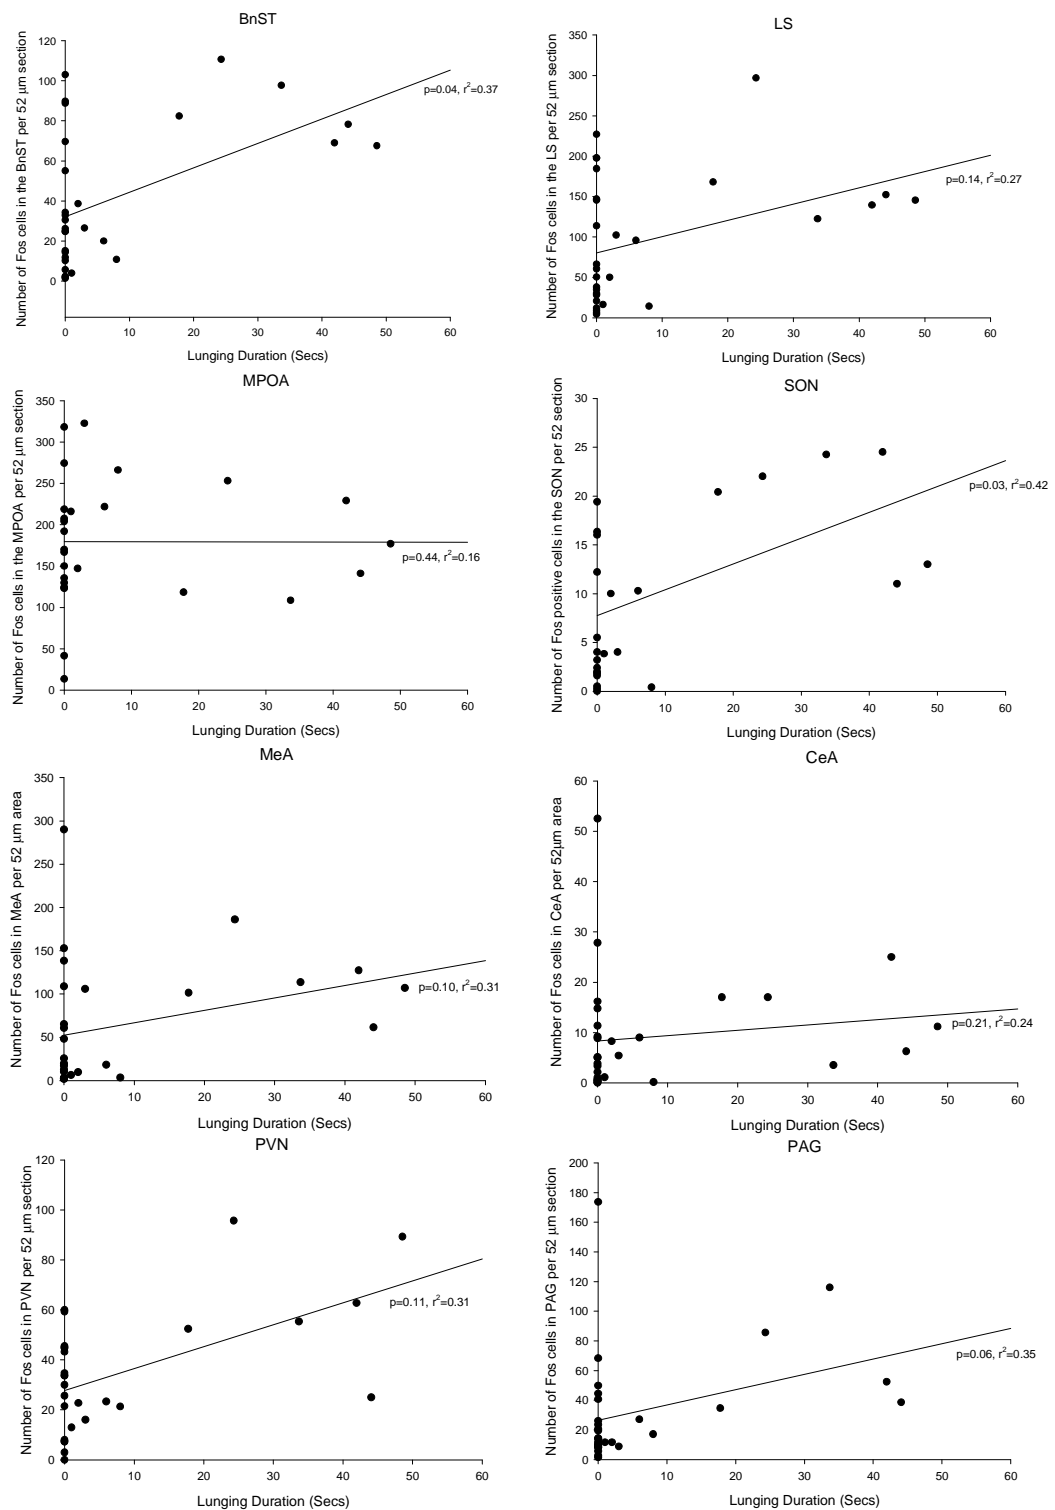 BnST
Number of Fos cells in the BnST per 52 μm section
120
100
80
60
40
20
0
p=0.04, r²=0.37
0 10 20 30 40 50 60
Lunging Duration (Secs)
LS
Number of Fos cells in the LS per 52 μm section
350
300
250
200
150
100
50
0
p=0.14, r²=0.27
0 10 20 30 40 50 60
Lunging Duration (Secs)
MPOA
Number of Fos cells in the MPOA per 52 μm section
350
300
250
200
150
100
50
0
p=0.44, r²=0.16
0 10 20 30 40 50 60
Lunging Duration (Secs)
SON
Number of Fos positive cells in the SON per 52 section
30
25
20
15
10
5
0
p=0.03, r²=0.42
0 10 20 30 40 50 60
Lunging Duration (Secs)
MeA
Number of Fos cells in MeA per 52 μm area
350
300
250
200
150
100
50
0
p=0.10, r²=0.31
0 10 20 30 40 50 60
Lunging Duration (Secs)
CeA
Number of Fos cells in CeA per 52μm area
60
50
40
30
20
10
0
p=0.21, r²=0.24
0 10 20 30 40 50 60
Lunging Duration (Secs)
PVN
Number of Fos cells in PVN per 52 μm section
120
100
80
60
40
20
0
p=0.11, r²=0.31
0 10 20 30 40 50 60
Lunging Duration (Secs)
PAG
Number of Fos cells in PAG per 52 μm section
200
180
160
140
120
100
80
60
40
20
0
p=0.06, r²=0.35
0 10 20 30 40 50 60
Lunging Duration (Secs)